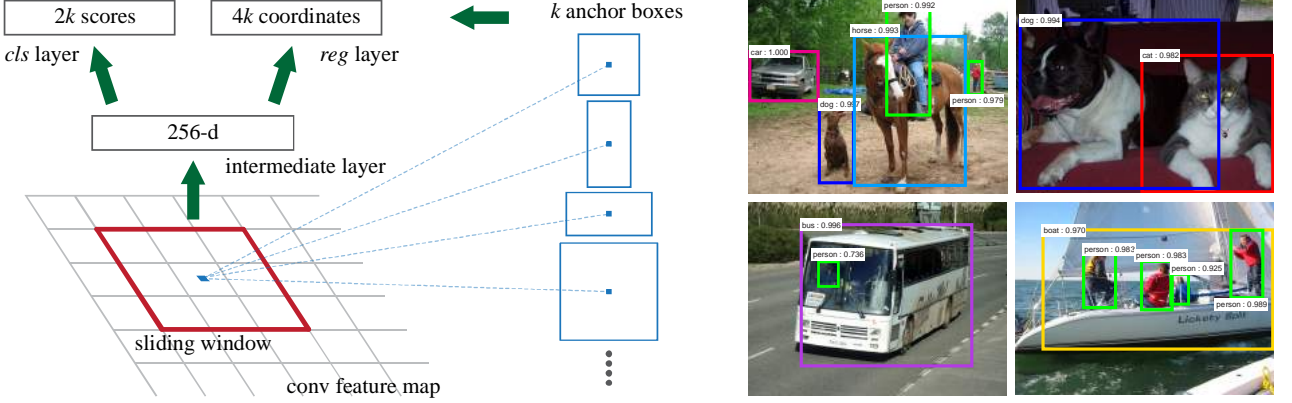 2k scores
4k coordinates
k anchor boxes
cls layer
reg layer
256-d
intermediate layer
sliding window
conv feature map
person : 0.992
horse : 0.993
car : 1.000
dog : 0.997
person : 0.979
dog : 0.994
cat : 0.982
bus : 0.996
person : 0.736
boat : 0.970
person : 0.983
person : 0.983
person : 0.925
person : 0.989
Lickety Split